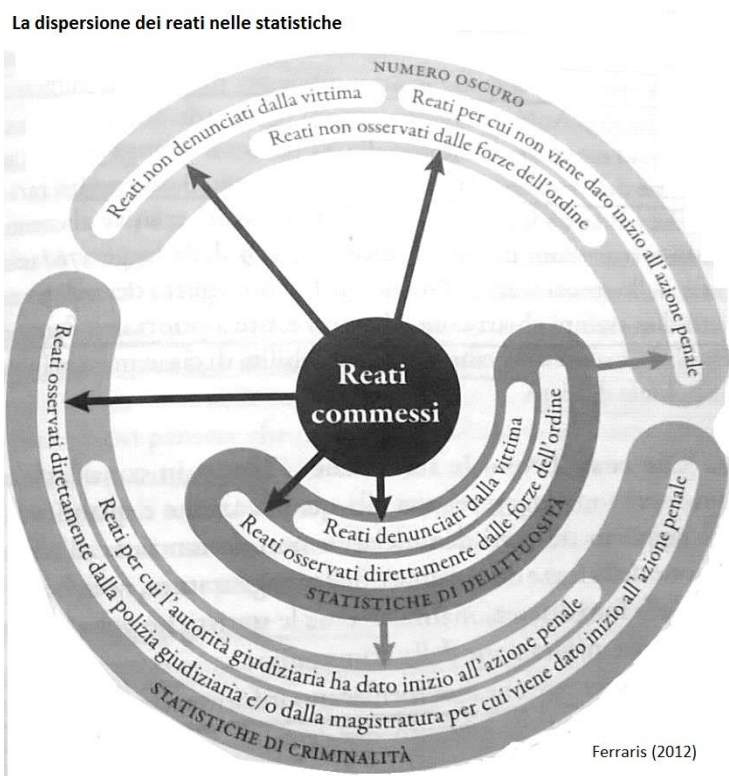 La dispersione dei reati nelle statistiche
NUMERO OSCURO
Reati non denunciati dalla vittima
Reati per cui non viene dato inizio all'azione penale
Reati non osservati dalle forze dell'ordine
Reati
commessi
Reati denunciati dalla vittima
Reati osservati direttamente dalle forze dell'ordine
STATISTICHE DI DELITTUOSITÀ
Reati per cui l'autorità giudiziaria ha dato inizio all'azione penale
Reati osservati direttamente dalla polizia giudiziaria e/o dalla magistratura per cui viene dato inizio all'azione penale
STATISTICHE DI CRIMINALITÀ
Ferraris (2012)